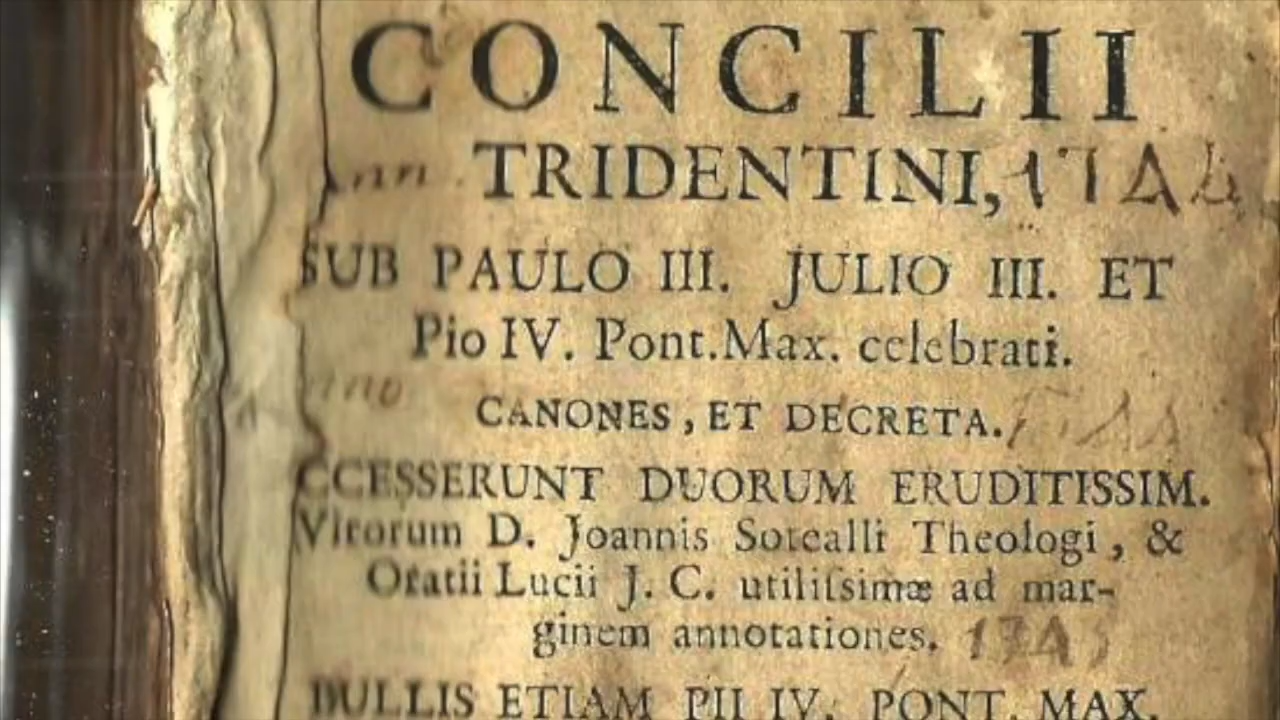 CONCILII
TRIDENTINI,
SUB PAULO III. JULIO III. ET
Pio IV. Pont. Max. celebrati.
CANONES, ET DECRETA.
CCESSERUNT DUORUM ERUDITISSIM.
Virorum D. Joannis Sotealli Theologi, &
Oratii Lucii J. C. utilissimæ ad mar-
ginem annotationes. 1745
BULLIS ETIAM PII IV. PONT. MAX.